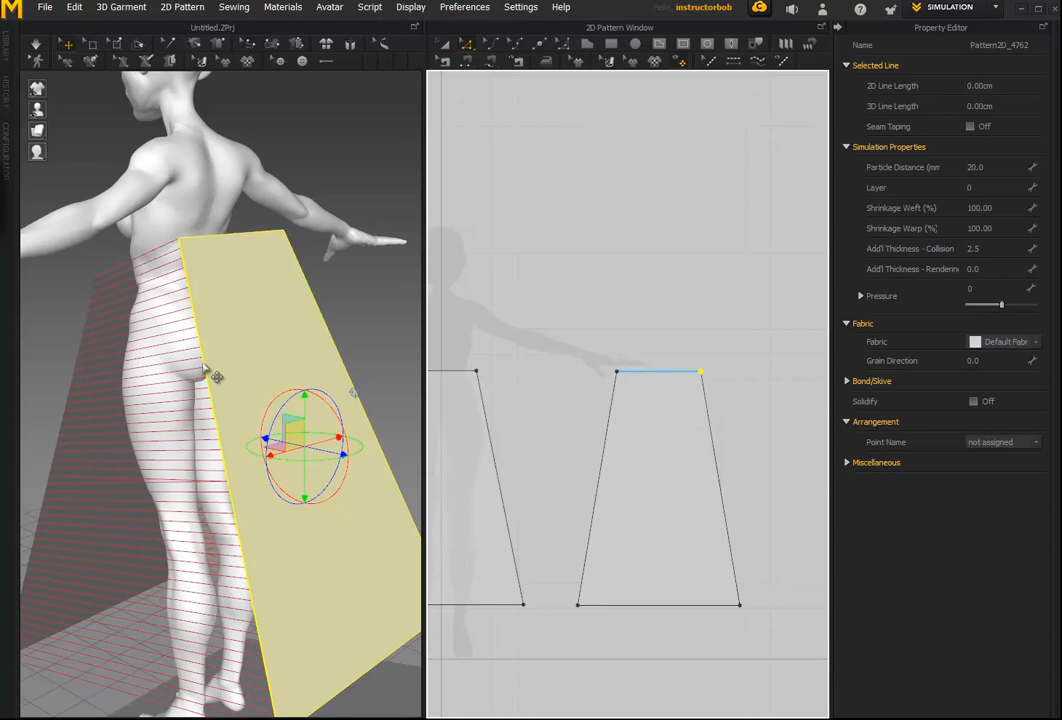 M File Edit 3D Garment 2D Pattern Sewing Materials Avatar Script Display Preferences Settings Help Hello, instructorbob C SIMULATION
Untitled.ZPrj
2D Pattern Window
Property Editor
LIBRARY
HISTORY
CONFIGURATOR
Name Pattern2D_4762
Selected Line
2D Line Length 0.00cm
3D Line Length 0.00cm
Seam Taping Off
Simulation Properties
Particle Distance (mm 20.0
Layer 0
Shrinkage Weft (%) 100.00
Shrinkage Warp (%) 100.00
Add'l Thickness - Collision 2.5
Add'l Thickness - Rendering 0.0
Pressure 0
Fabric
Fabric Default Fabr
Grain Direction 0.0
Bond/Skive
Solidify Off
Arrangement
Point Name not assigned
Miscellaneous